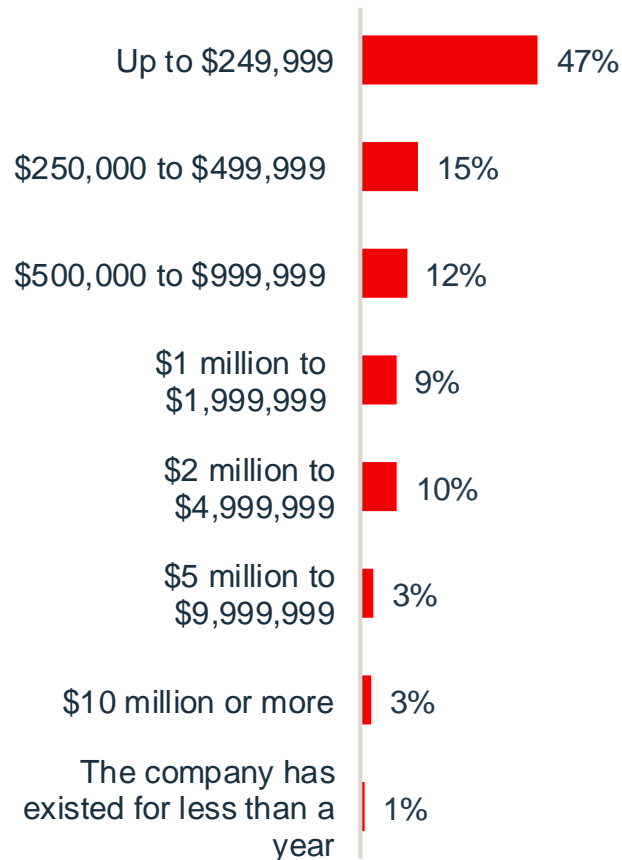 Up to $249,999 47%
$250,000 to $499,999 15%
$500,000 to $999,999 12%
$1 million to
$1,999,999 9%
$2 million to
$4,999,999 10%
$5 million to
$9,999,999 3%
$10 million or more 3%
The company has
existed for less than a 1%
year